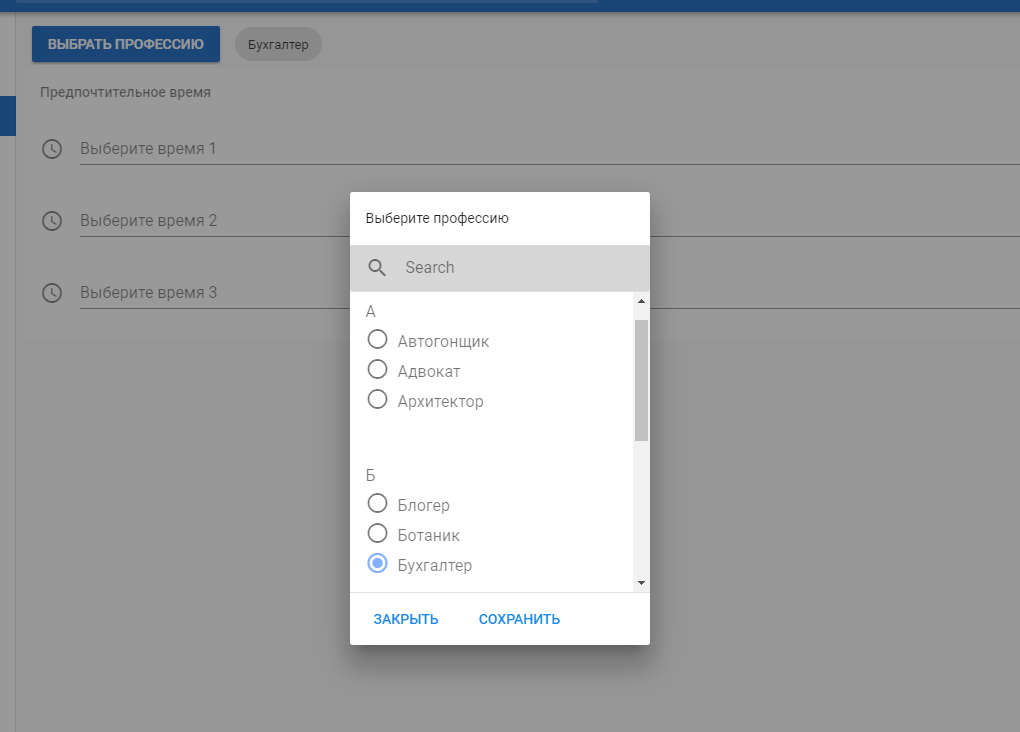 ВЫБРАТЬ ПРОФЕССИЮ
Бухгалтер
Предпочтительное время
Выберите время 1
Выберите время 2
Выберите время 3
Выберите профессию
Search
А
Автогонщик
Адвокат
Архитектор
Б
Блогер
Ботаник
Бухгалтер
ЗАКРЫТЬ
СОХРАНИТЬ